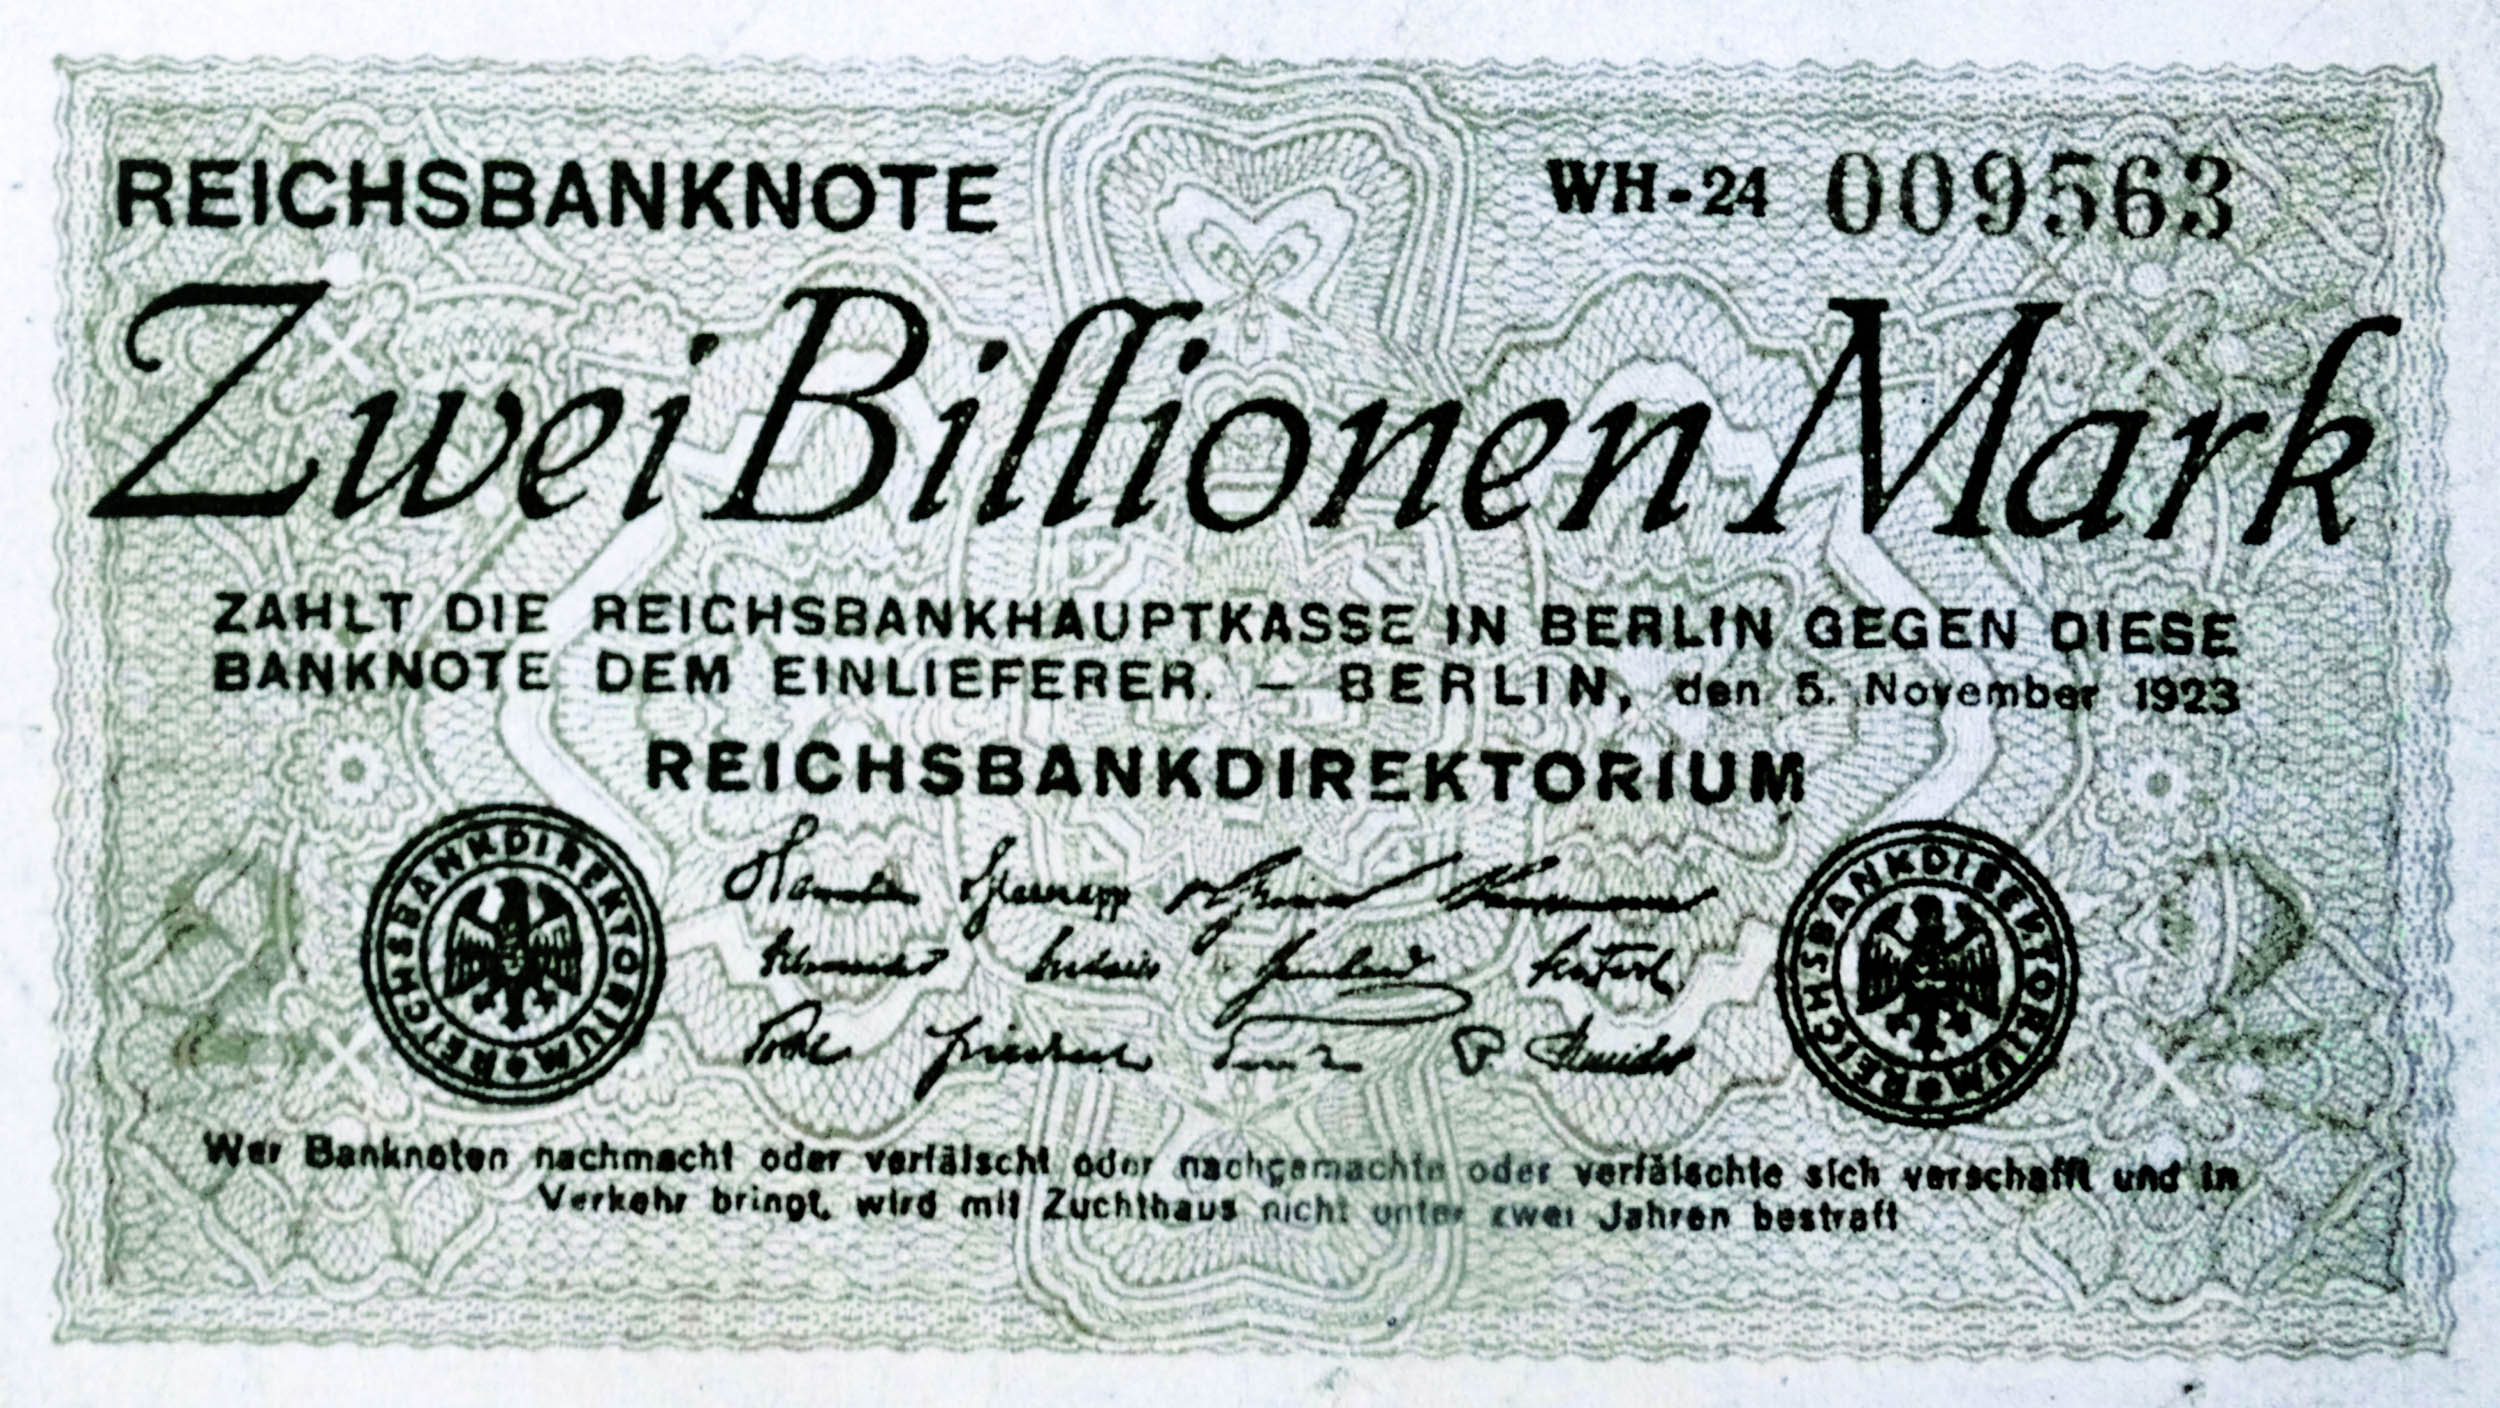 REICHSBANKNOTE
WH-24 009563
Zwei Billionen Mark
ZAHLT DIE REICHSBANKHAUPTKASSE IN BERLIN GEGEN DIESE
BANKNOTE DEM EINLIEFERER. – BERLIN, den 5. November 1923
REICHSBANKDIREKTORIUM
REICHSBANKDIREKTORIUM
REICHSBANKDIREKTORIUM
Wer Banknoten nachmacht oder verfälscht oder nachgemachte oder verfälschte sich verschafft und in
Verkehr bringt, wird mit Zuchthaus nicht unter zwei Jahren bestraft